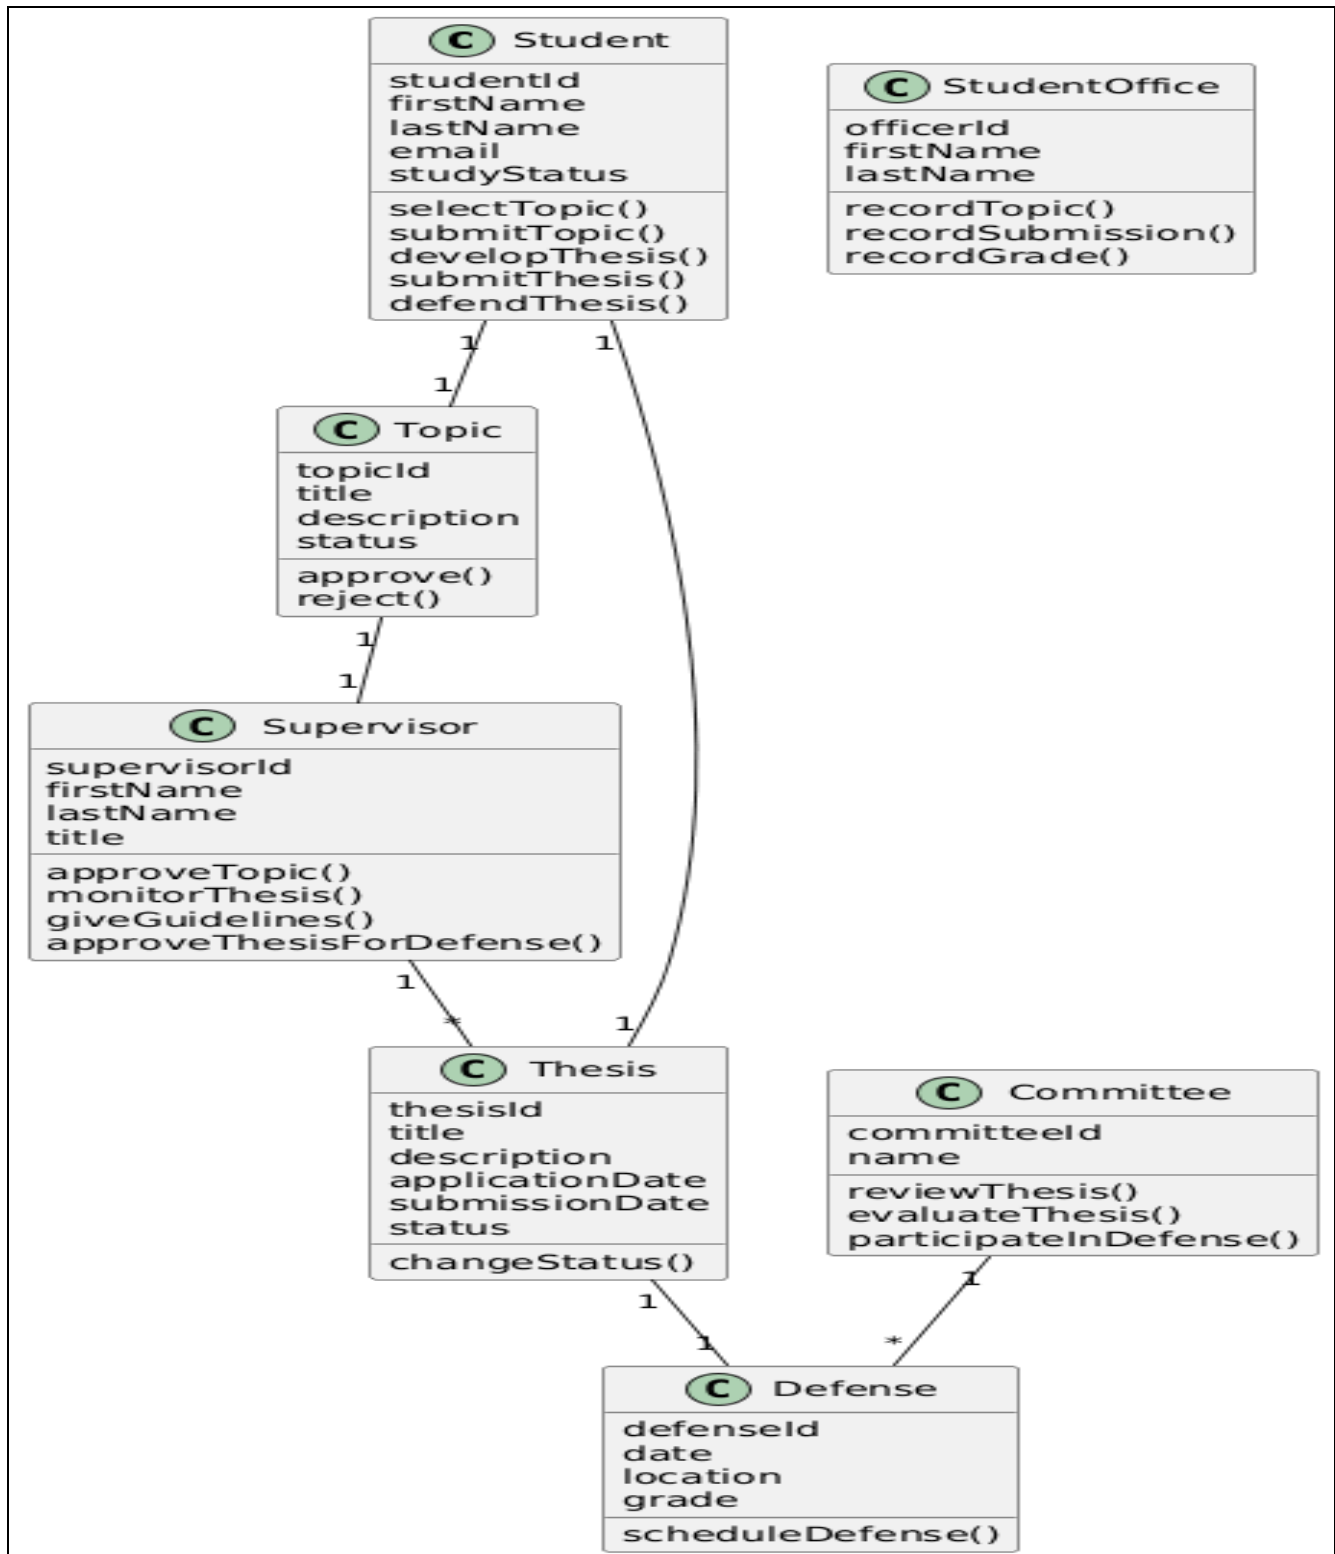 C Student
studentId
firstName
lastName
email
studyStatus
selectTopic()
submitTopic()
developThesis()
submitThesis()
defendThesis()
C StudentOffice
officerId
firstName
lastName
recordTopic()
recordSubmission()
recordGrade()
1
1
1
C Topic
topicId
title
description
status
approve()
reject()
1
1
C Supervisor
supervisorId
firstName
lastName
title
approveTopic()
monitorThesis()
giveGuidelines()
approveThesisForDefense()
1
*
1
C Thesis
thesisId
title
description
applicationDate
submissionDate
status
changeStatus()
C Committee
committeeId
name
reviewThesis()
evaluateThesis()
participateInDefense()
1
1
1
*
C Defense
defenseId
date
location
grade
scheduleDefense()